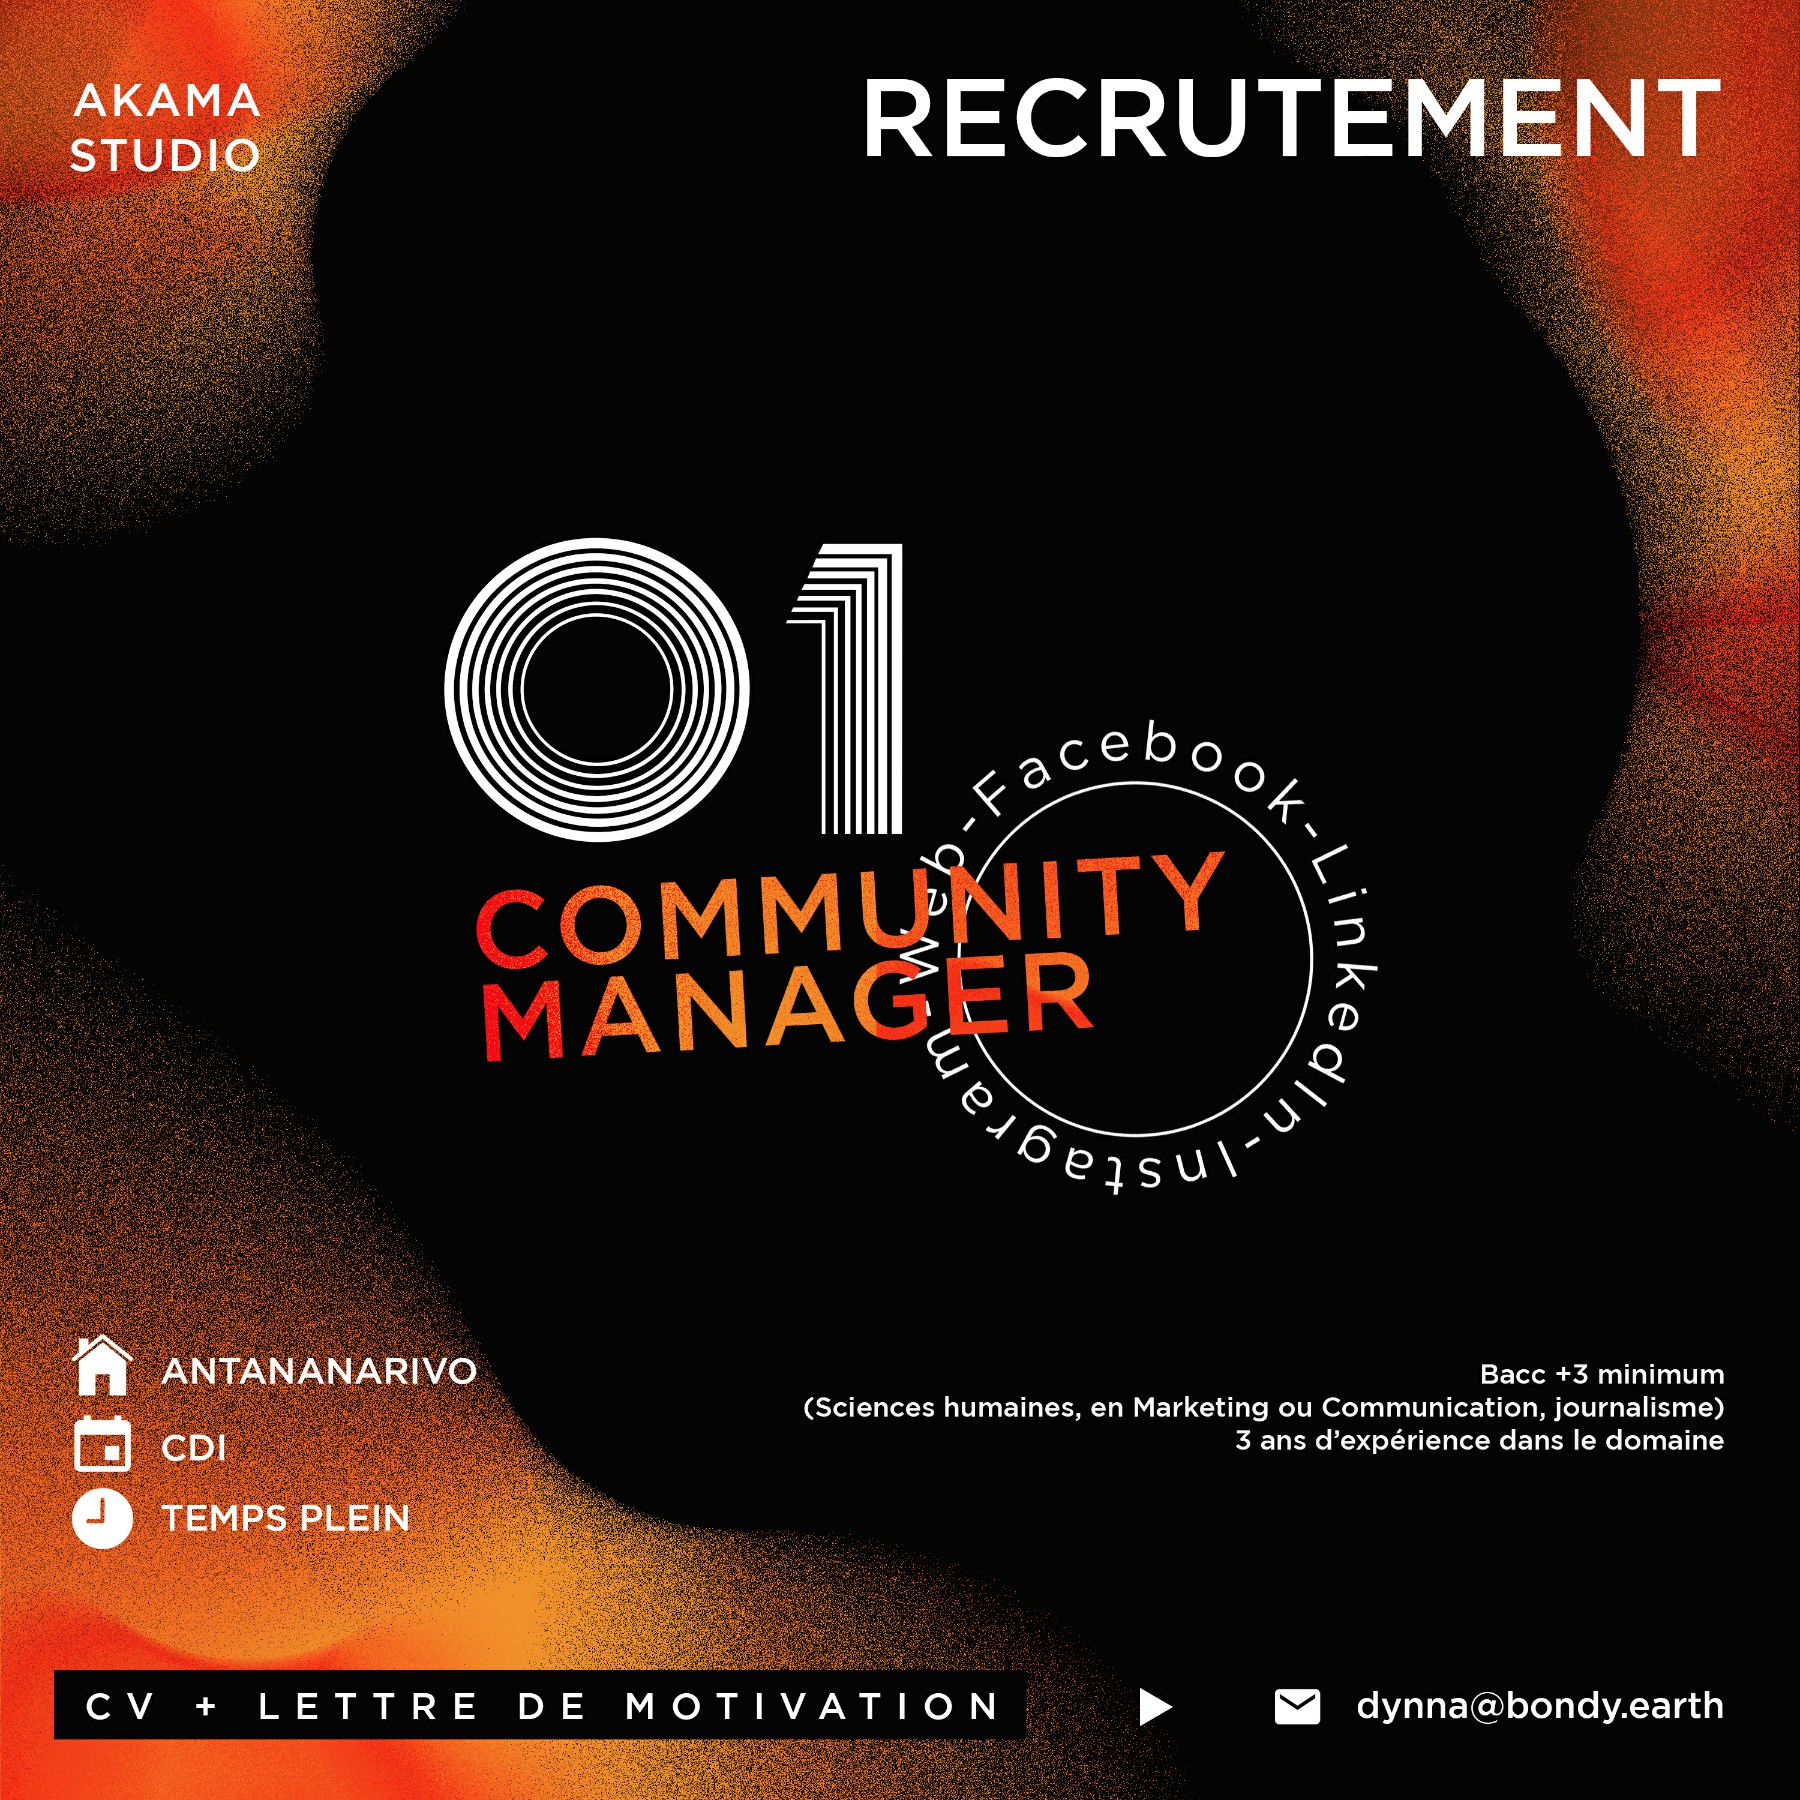 AKAMA
STUDIO
RECRUTEMENT
01
COMMUNITY
MANAGER
Web-Facebook-LinkedIn-Instagram-
ANTANANARIVO
CDI
TEMPS PLEIN
Bacc +3 minimum
(Sciences humaines, en Marketing ou Communication, journalisme)
3 ans d’expérience dans le domaine
CV + LETTRE DE MOTIVATION
dynna@bondy.earth